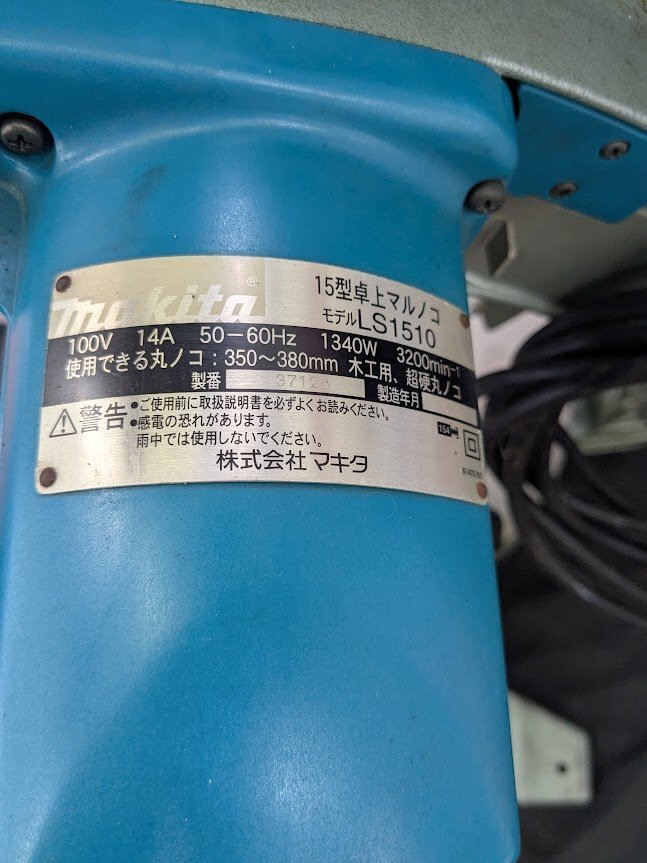 makita®
15型卓上マルノコ
モデルLS1510
100V 14A 50-60Hz 1340W 3200min-1
使用できる丸ノコ：350〜380mm 木工用、超硬丸ノコ
製番 37128 製造年月
警告 ●ご使用前に取扱説明書を必ずよくお読みください。
●感電の恐れがあります。
雨中では使用しないでください。
株式会社マキタ
154